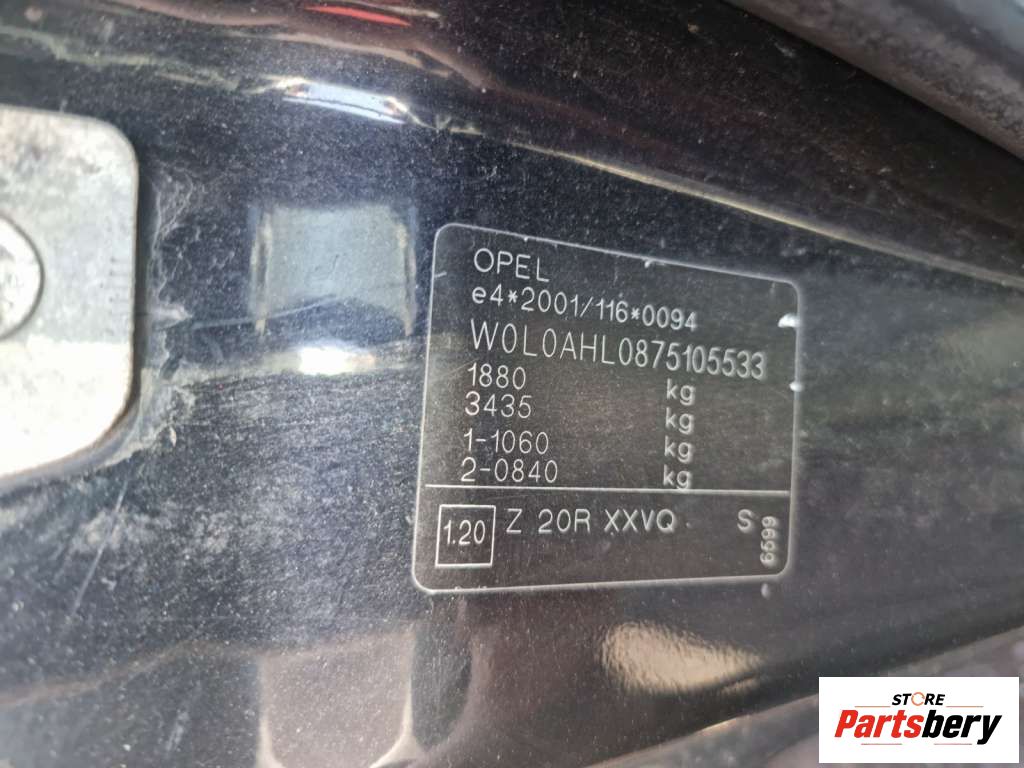 OPEL
e4*2001/116*0094
W0L0AHL0875105533
1880 kg
3435 kg
1-1060 kg
2-0840 kg
1.20 Z 20R XXVQ S 6699
STORE
Partsbery